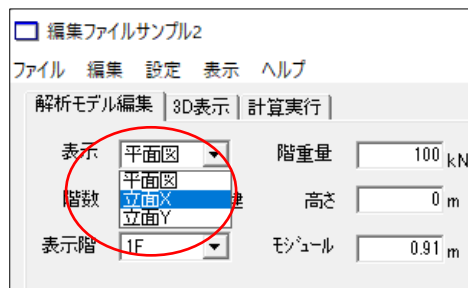 編集ファイルサンプル2
ファイル 編集 設定 表示 ヘルプ
解析モデル編集 3D表示 計算実行
表示 平面図 階重量 100 kN
平面図
階数 立面X 建 高さ 0 m
立面Y
表示階 1F モジュール 0.91 m